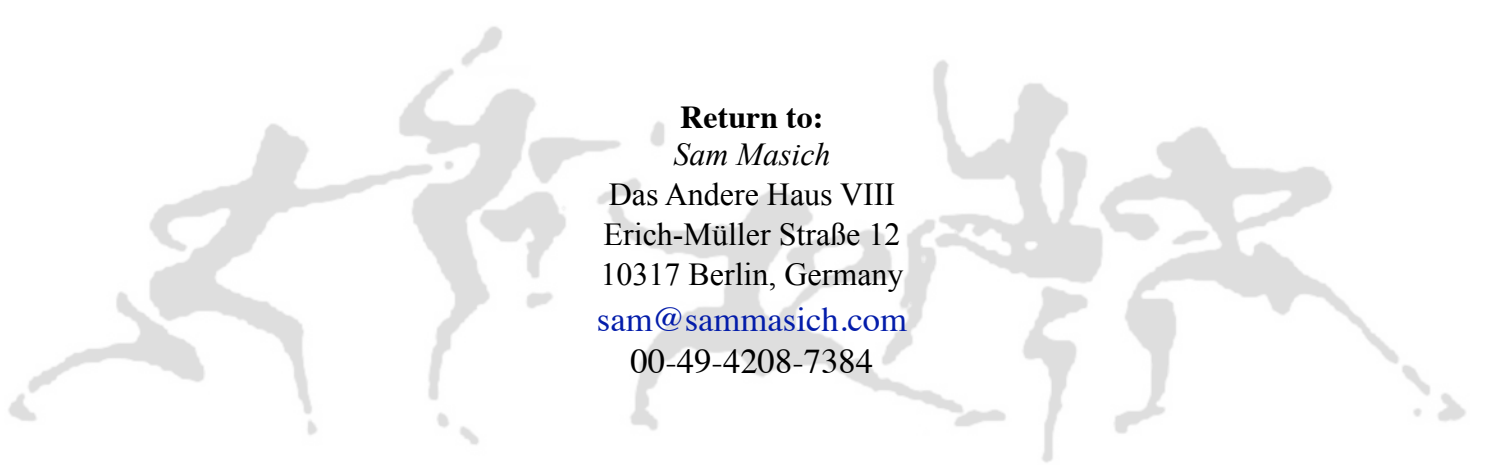 Return to:
Sam Masich
Das Andere Haus VIII
Erich-Müller Straße 12
10317 Berlin, Germany
sam@sammasich.com
00-49-4208-7384